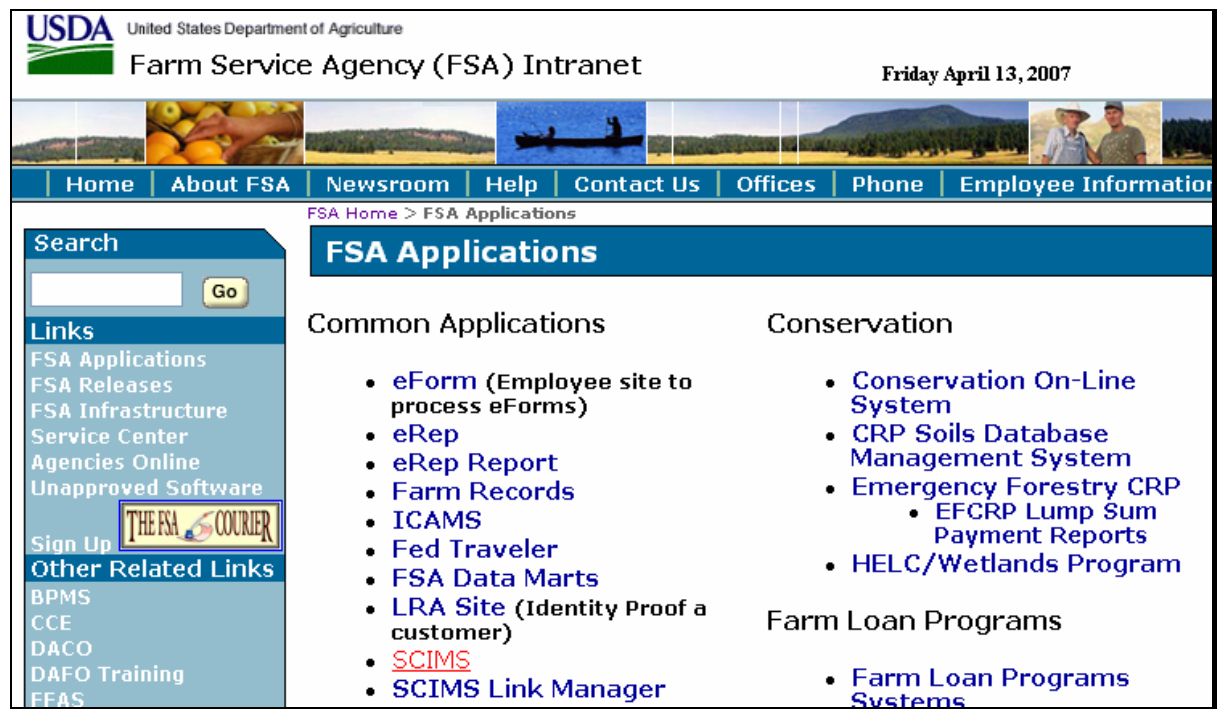 USDA United States Department of Agriculture
Farm Service Agency (FSA) Intranet
Friday April 13, 2007
Home | About FSA | Newsroom | Help | Contact Us | Offices | Phone | Employee Information
FSA Home > FSA Applications
Search
Go
Links
FSA Applications
FSA Releases
FSA Infrastructure
Service Center
Agencies Online
Unapproved Software
Sign Up THE FSA COURIER
Other Related Links
BPMS
CCE
DACO
DAFO Training
FFAS
FSA Applications
Common Applications
• eForm (Employee site to
process eForms)
• eRep
• eRep Report
• Farm Records
• ICAMS
• Fed Traveler
• FSA Data Marts
• LRA Site (Identity Proof a
customer)
• SCIMS
• SCIMS Link Manager
Conservation
• Conservation On-Line
System
• CRP Soils Database
Management System
• Emergency Forestry CRP
• EFCRP Lump Sum
Payment Reports
• HELC/Wetlands Program
Farm Loan Programs
• Farm Loan Programs
Systems